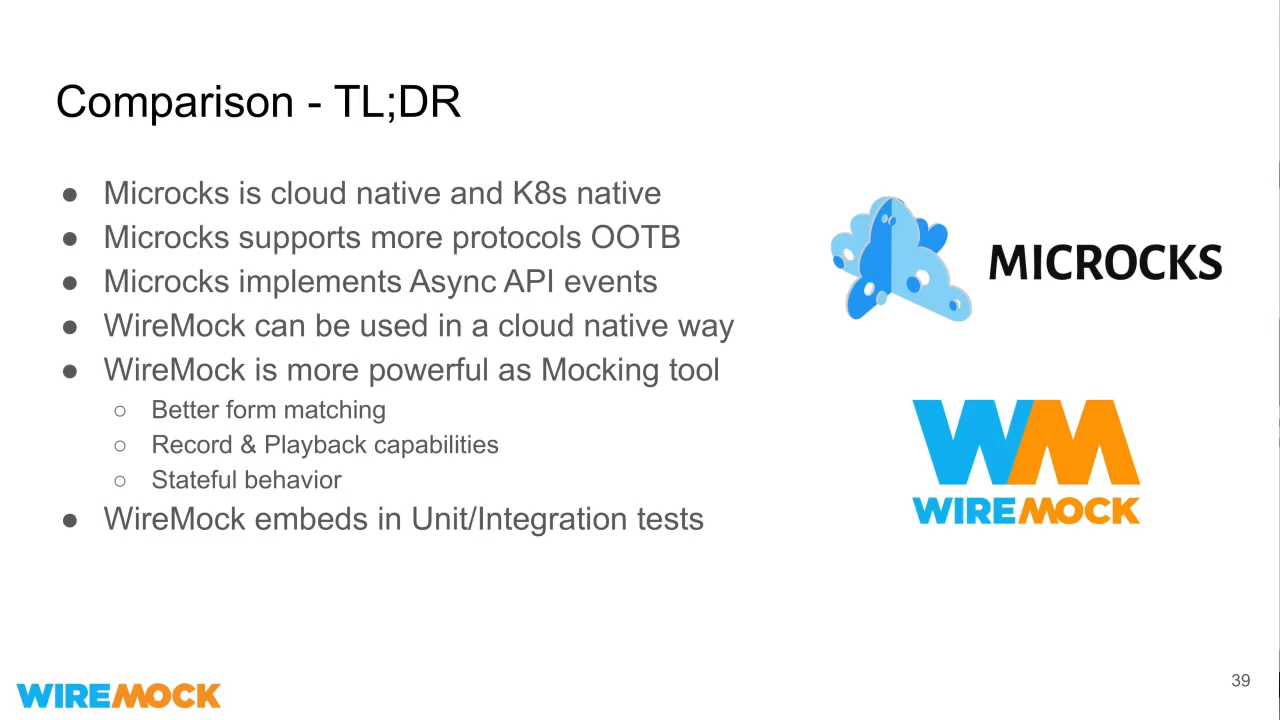 Comparison - TL;DR
● Microcks is cloud native and K8s native
● Microcks supports more protocols OOTB
● Microcks implements Async API events
● WireMock can be used in a cloud native way
● WireMock is more powerful as Mocking tool
○ Better form matching
○ Record & Playback capabilities
○ Stateful behavior
● WireMock embeds in Unit/Integration tests
MICROCKS
WM
WIREMOCK
WIREMOCK
39